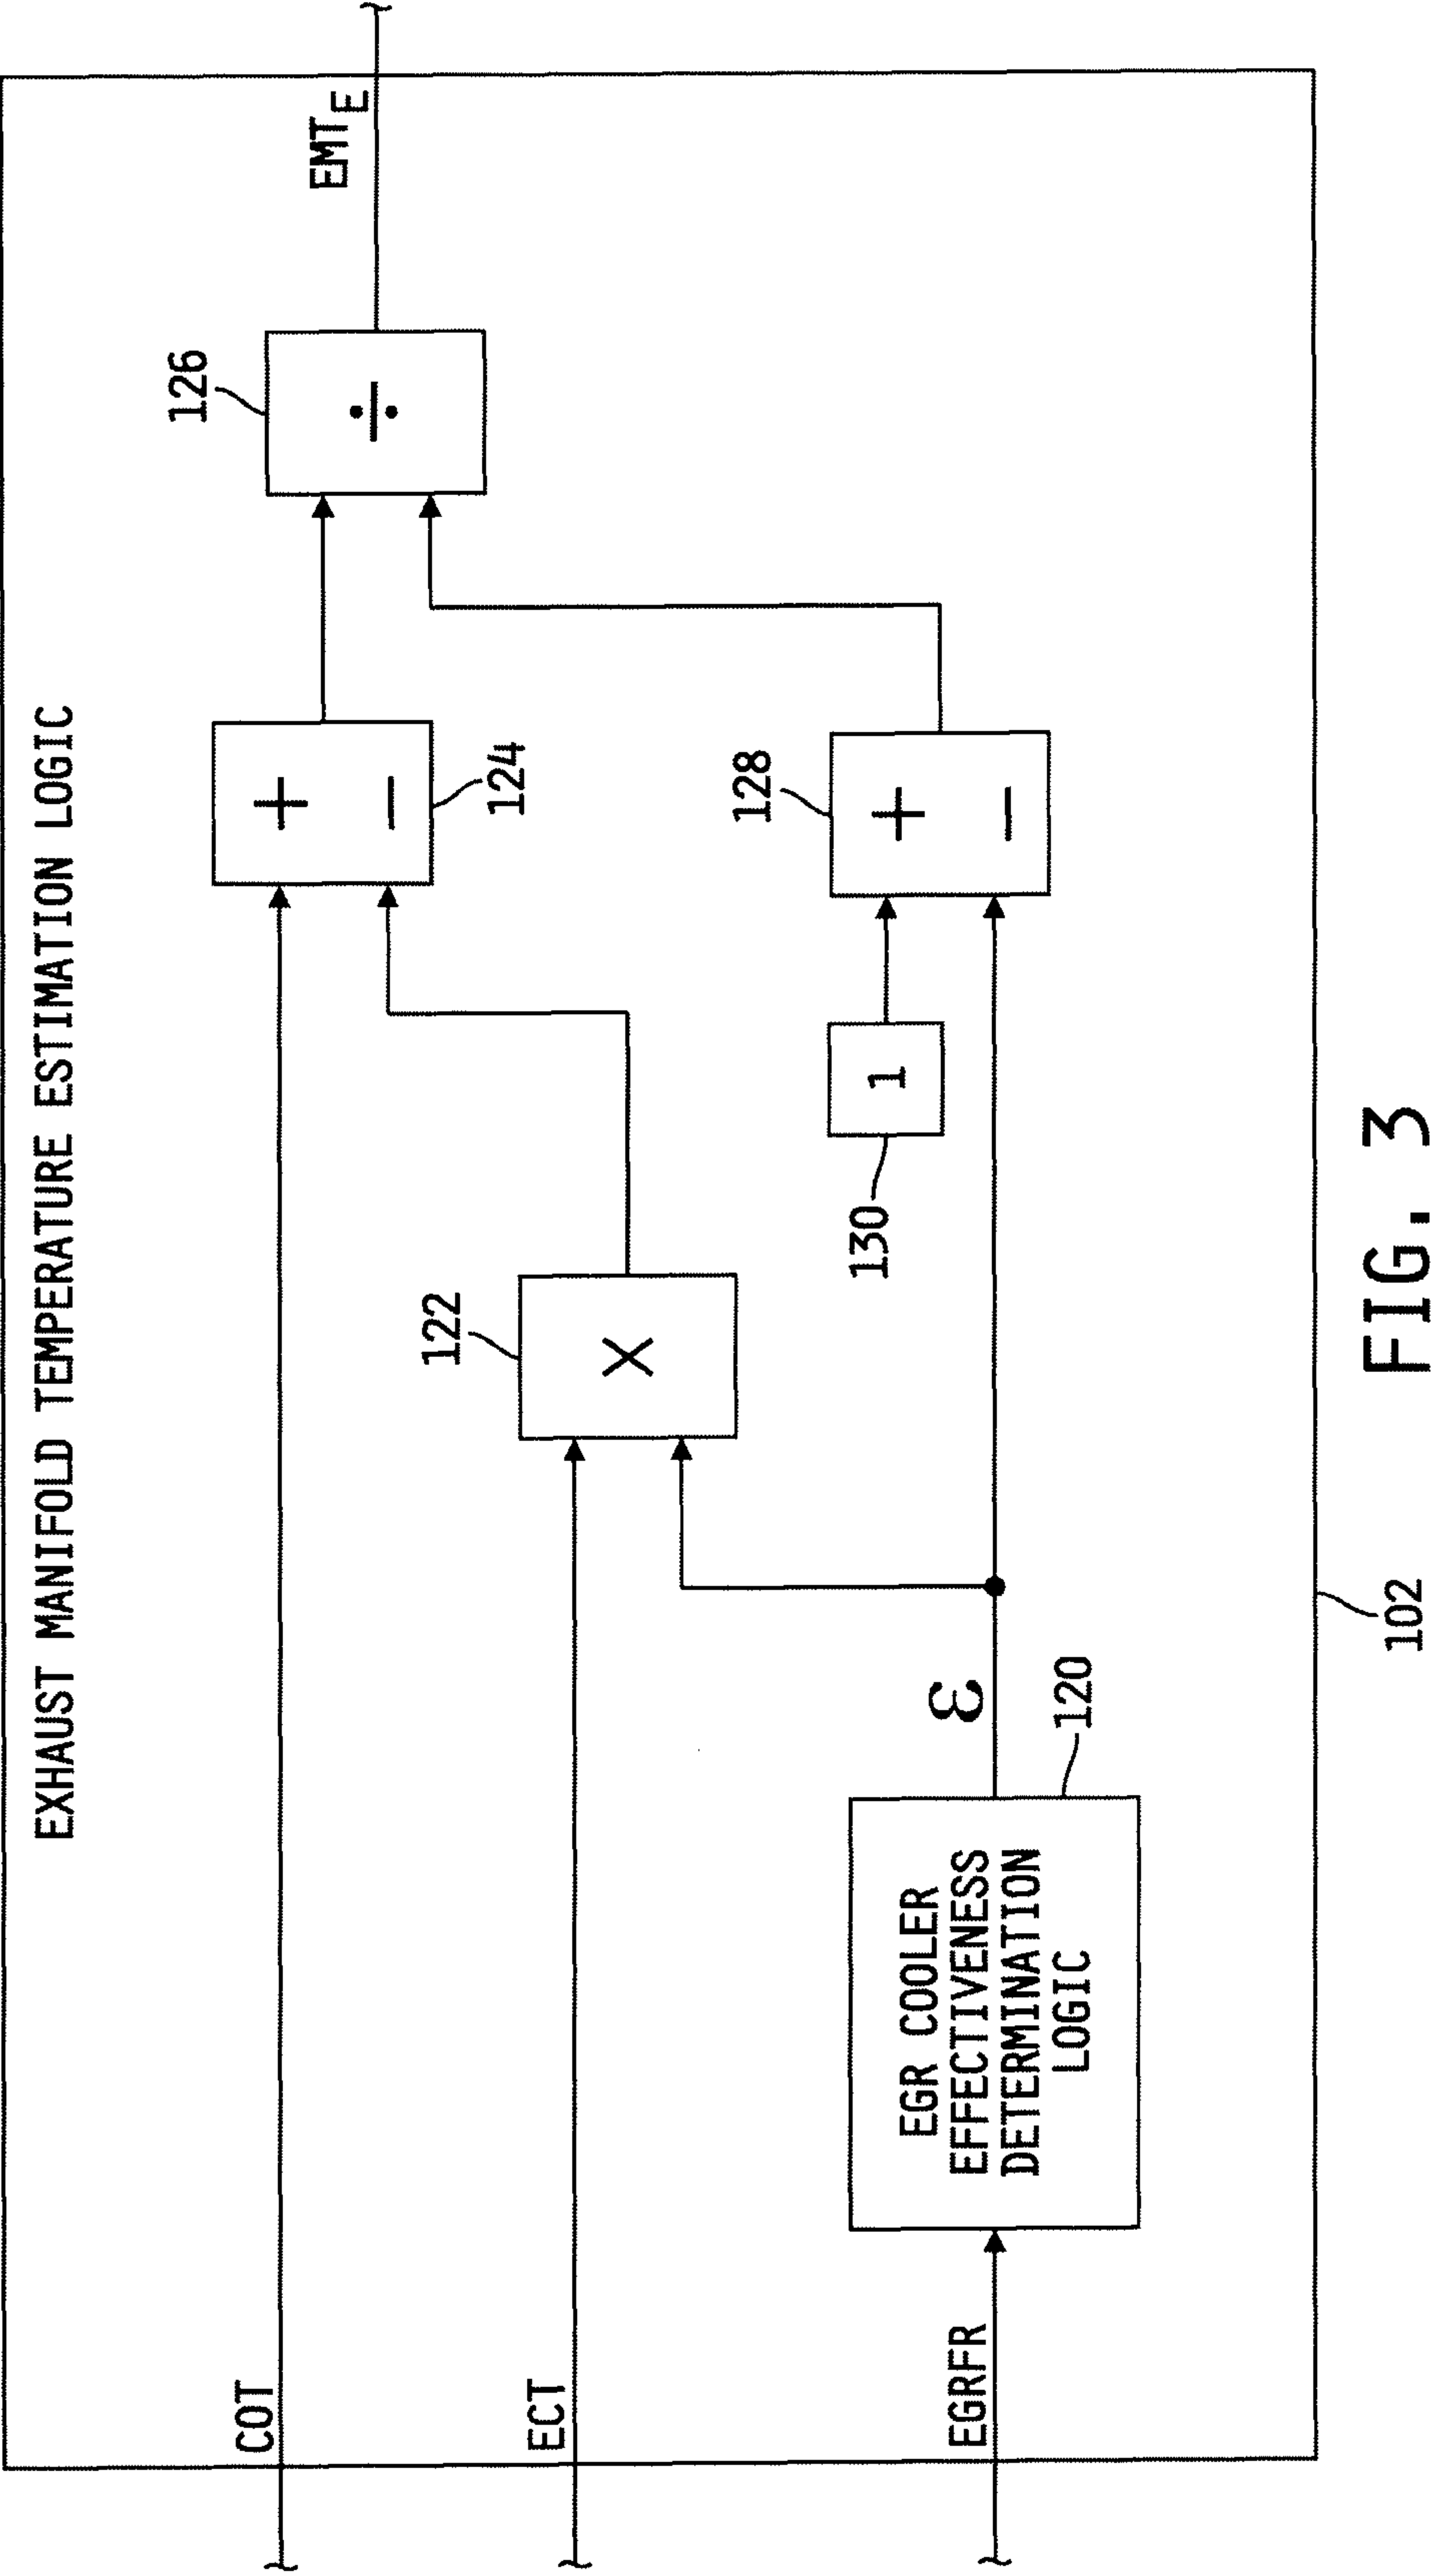 EXHAUST MANIFOLD TEMPERATURE ESTIMATION LOGIC
COT
ECT
EGRFR
EGR COOLER
EFFECTIVENESS
DETERMINATION
LOGIC
120
ε
122
X
130
1
124
+
−
128
+
−
126
÷
EMTE
102
FIG. 3